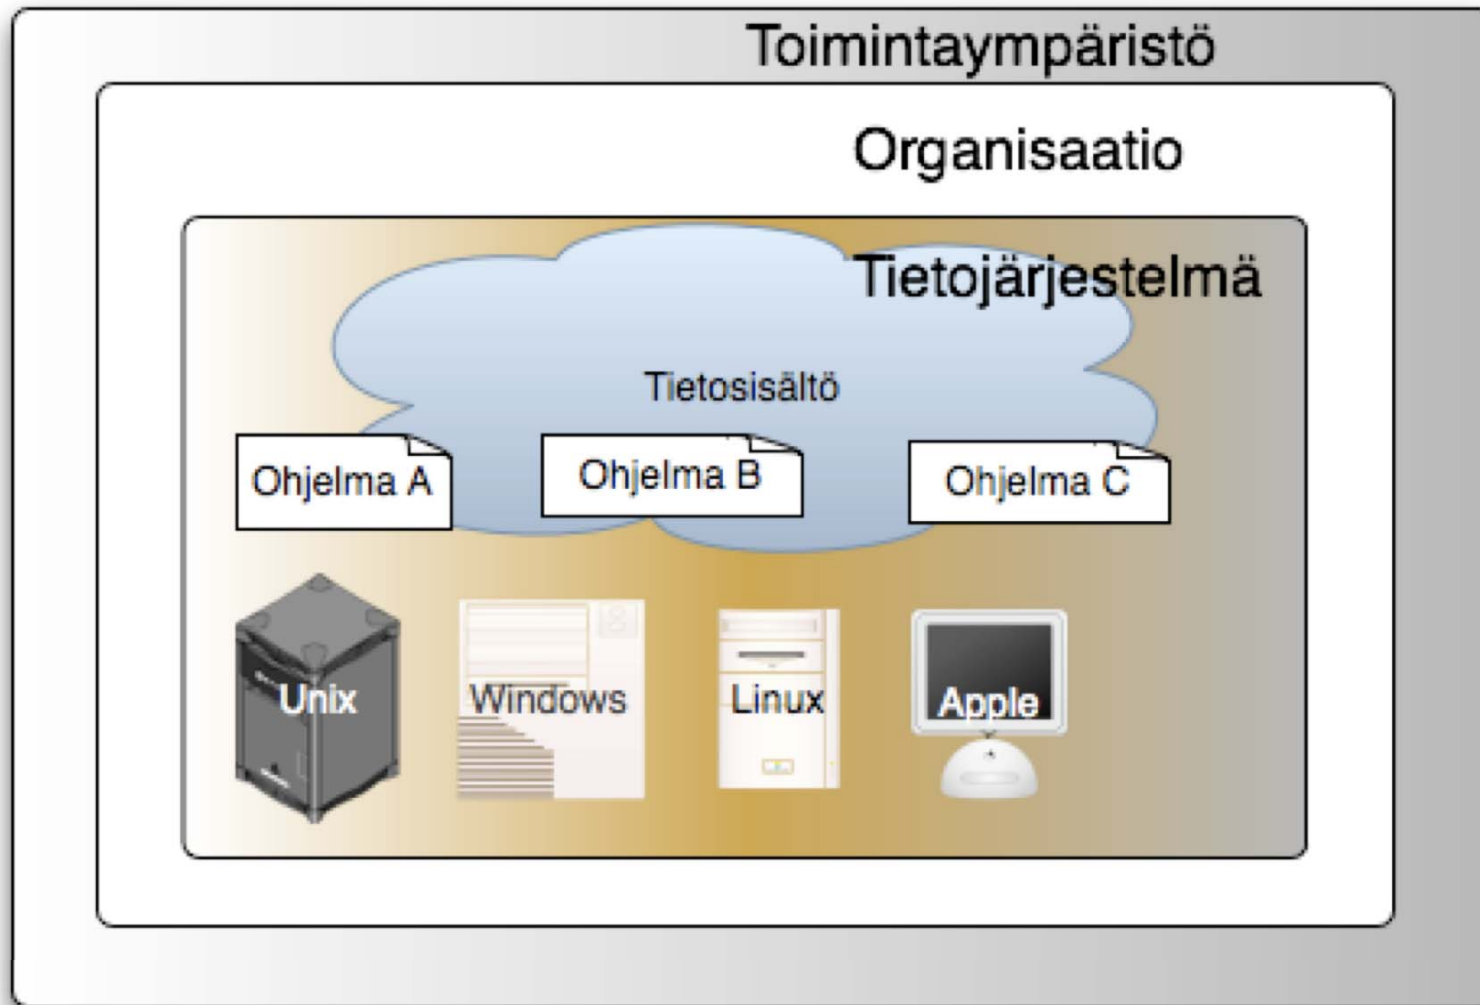 Toimintaympäristö
Organisaatio
Tietojärjestelmä
Tietosisältö
Ohjelma A
Ohjelma B
Ohjelma C
Unix
Windows
Linux
Apple